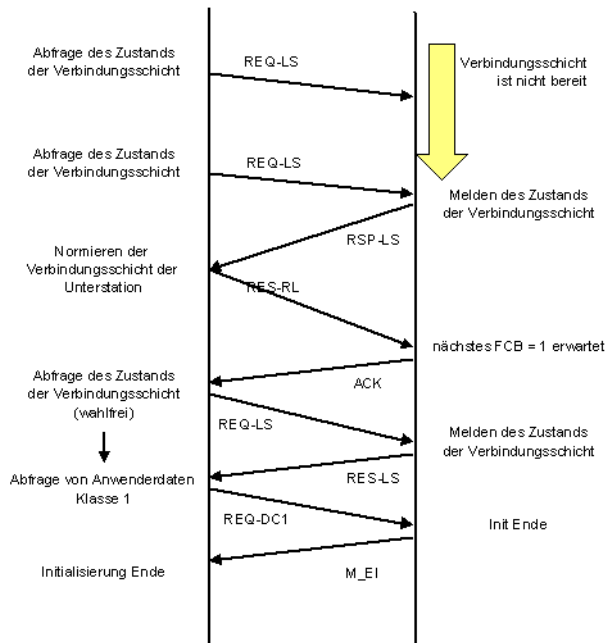 Abfrage des Zustands
der Verbindungsschicht
REQ-LS
Verbindungsschicht
ist nicht bereit
Abfrage des Zustands
der Verbindungsschicht
REQ-LS
Melden des Zustands
der Verbindungsschicht
RSP-LS
Normieren der
Verbindungsschicht der
Unterstation
RES-RL
nächstes FCB = 1 erwartet
ACK
Abfrage des Zustands
der Verbindungsschicht
(wahlfrei)
REQ-LS
Melden des Zustands
der Verbindungsschicht
RES-LS
Abfrage von Anwenderdaten
Klasse 1
REQ-DC1
Init Ende
Initialisierung Ende
M_EI